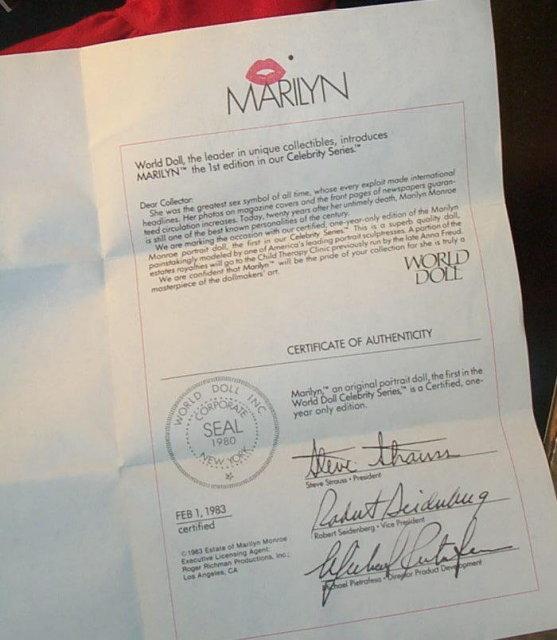 MARILYN
World Doll, the leader in unique collectibles, introduces
MARILYN™ the 1st edition in our Celebrity Series.™
Dear Collector:
She was the greatest sex symbol of all time, whose every exploit made international
headlines. Her photos on magazine covers and the front pages of newspapers guaran-
teed circulation increases. Today, twenty years after her untimely death, Marilyn Monroe
is still one of the best known personalities of the century.
We are marking the occasion with our certified, one-year-only edition of the Marilyn
Monroe portrait doll, the first in our Celebrity Series.™ This is a superb quality doll,
painstakingly modeled by one of America's leading portrait sculptresses. A portion of the
estates royalties will go to the Child Therapy Clinic previously run by the late Anna Freud.
We are confident that Marilyn™ will be the pride of your collection for she is truly a
masterpiece of the dollmakers' art.
WORLD
DOLL
CERTIFICATE OF AUTHENTICITY
Marilyn,™ an original portrait doll, the first in the
World Doll Celebrity Series,™ is a Certified, one-
year only edition.
WORLD DOLL INC
CORPORATE
SEAL
1980
NEW YORK
Steve Strauss
Steve Strauss • President
Robert Seidenberg
Robert Seidenberg • Vice President
Michael Pietrafesa • Director Product Development
FEB 1, 1983
certified
©1983 Estate of Marilyn Monroe
Executive Licensing Agent:
Roger Richman Productions, Inc.;
Los Angeles, CA